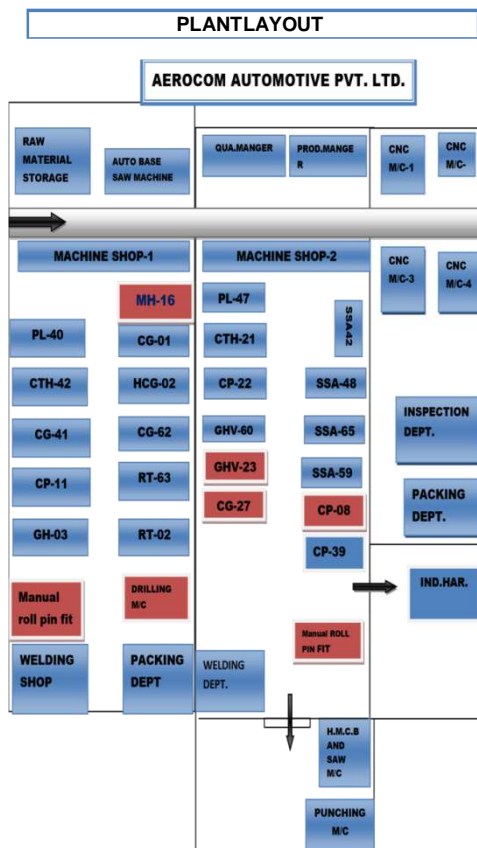 PLANTLAYOUT
AEROCOM AUTOMOTIVE PVT. LTD.
RAW
MATERIAL
STORAGE
AUTO BASE
SAW MACHINE
QUA.MANGER
PROD.MANGE
R
CNC
M/C-1
CNC
M/C-
MACHINE SHOP-1
MACHINE SHOP-2
CNC
M/C-3
CNC
M/C-4
MH-16
PL-40
CG-01
CTH-42
HCG-02
CG-41
CG-62
CP-11
RT-63
GH-03
RT-02
Manual
roll pin fit
DRILLING
M/C
WELDING
SHOP
PACKING
DEPT
PL-47
SSA42
CTH-21
CP-22
SSA-48
GHV-60
SSA-65
GHV-23
SSA-59
CG-27
CP-08
CP-39
Manual ROLL
PIN FIT
WELDING
DEPT.
INSPECTION
DEPT.
PACKING
DEPT.
IND.HAR.
H.M.C.B
AND
SAW
M/C
PUNCHING
M/C